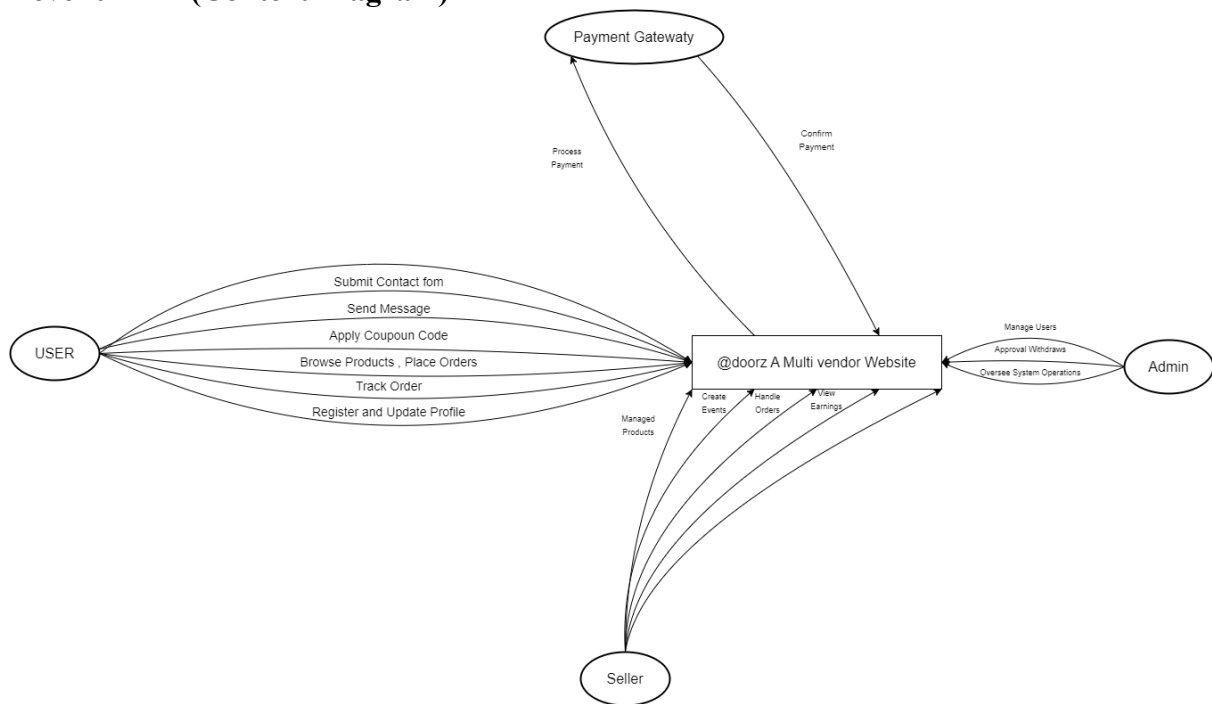 (Context Diagram)
Payment Gatewaty
Process
Payment
Confirm
Payment
Submit Contact fom
Send Message
Apply Coupoun Code
Browse Products , Place Orders
Track Order
Register and Update Profile
USER
@doorz A Multi vendor Website
Manage Users
Approval Withdraws
Oversee System Operations
Admin
Managed
Products
Create
Events
Handle
Orders
View
Earnings
Seller